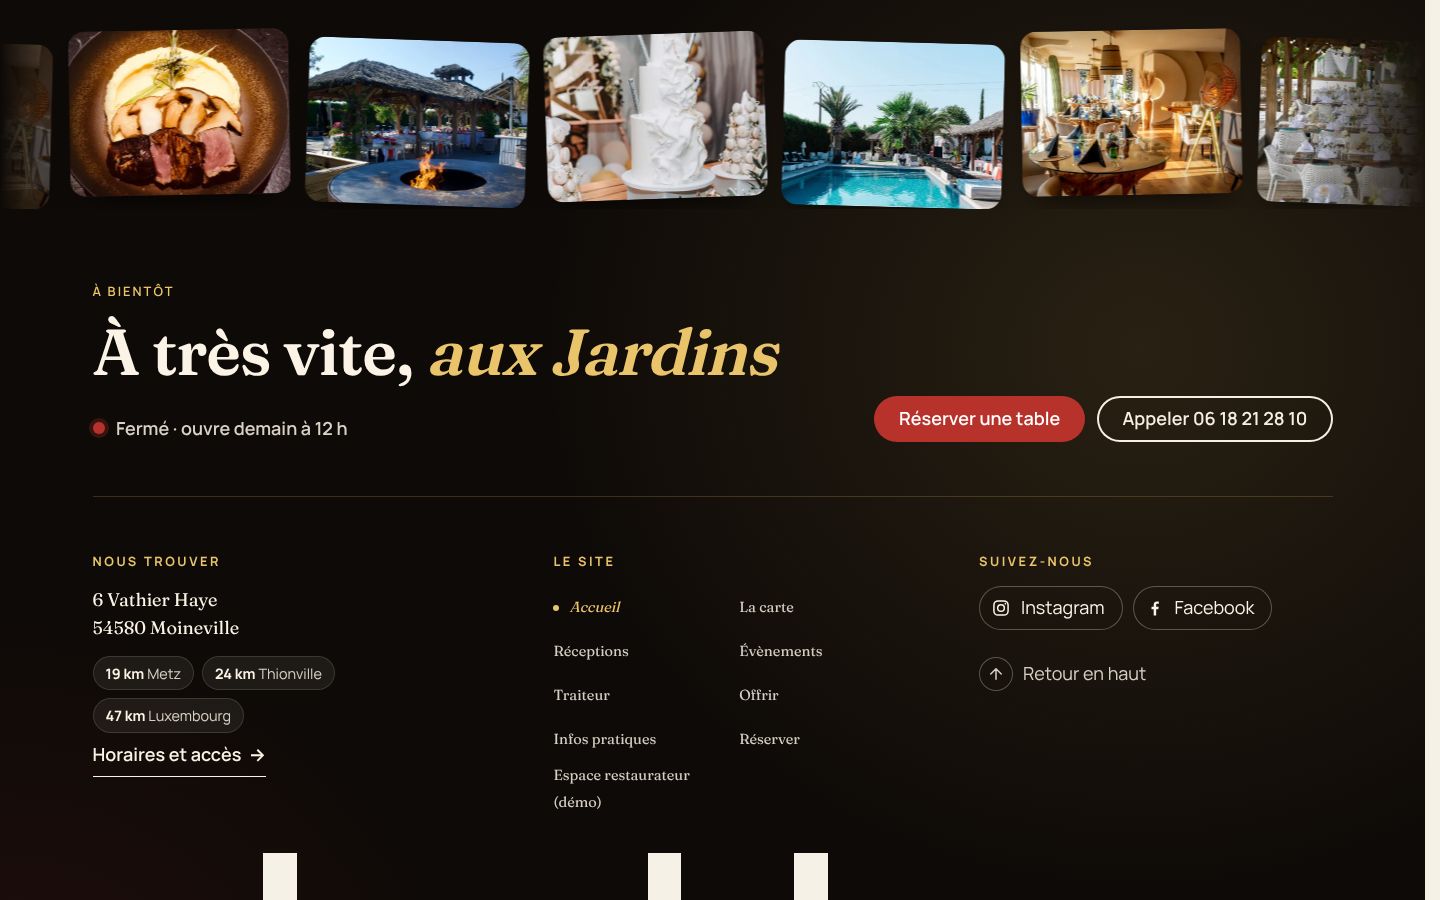 À BIENTÔT
À très vite, aux Jardins
Fermé · ouvre demain à 12 h
Réserver une table
Appeler 06 18 21 28 10
NOUS TROUVER
6 Vathier Haye
54580 Moineville
19 km Metz
24 km Thionville
47 km Luxembourg
Horaires et accès →
LE SITE
Accueil
La carte
Réceptions
Évènements
Traiteur
Offrir
Infos pratiques
Réserver
Espace restaurateur
(démo)
SUIVEZ-NOUS
Instagram
Facebook
Retour en haut